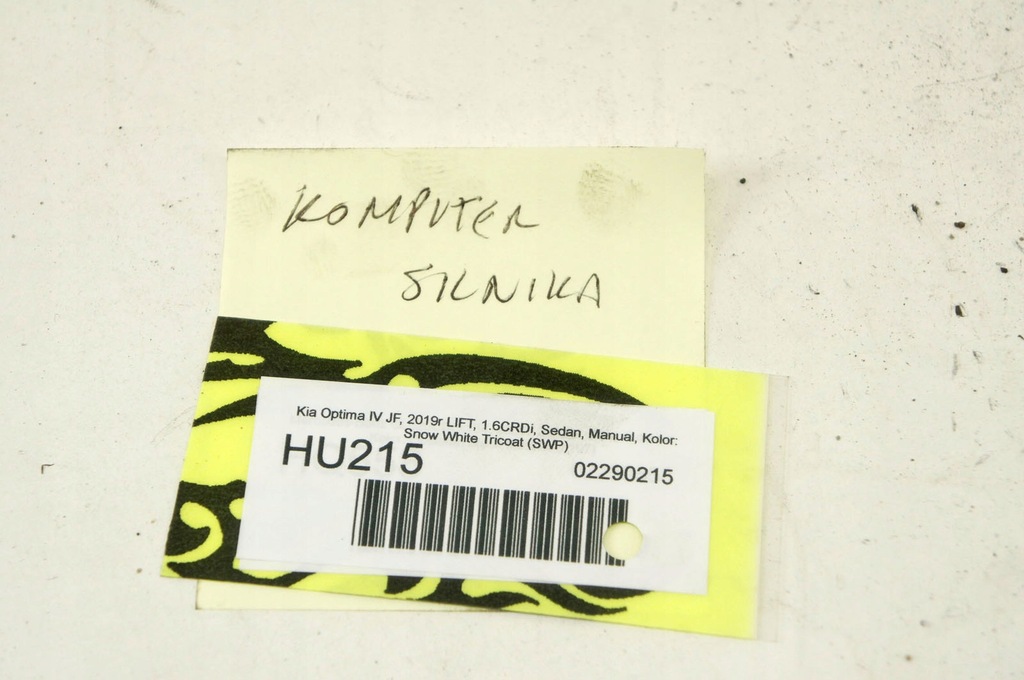 KOMPUTER
SILNIKA
Kia Optima IV JF, 2019r LIFT, 1.6CRDi, Sedan, Manual, Kolor:
Snow White Tricoat (SWP)
HU215 02290215